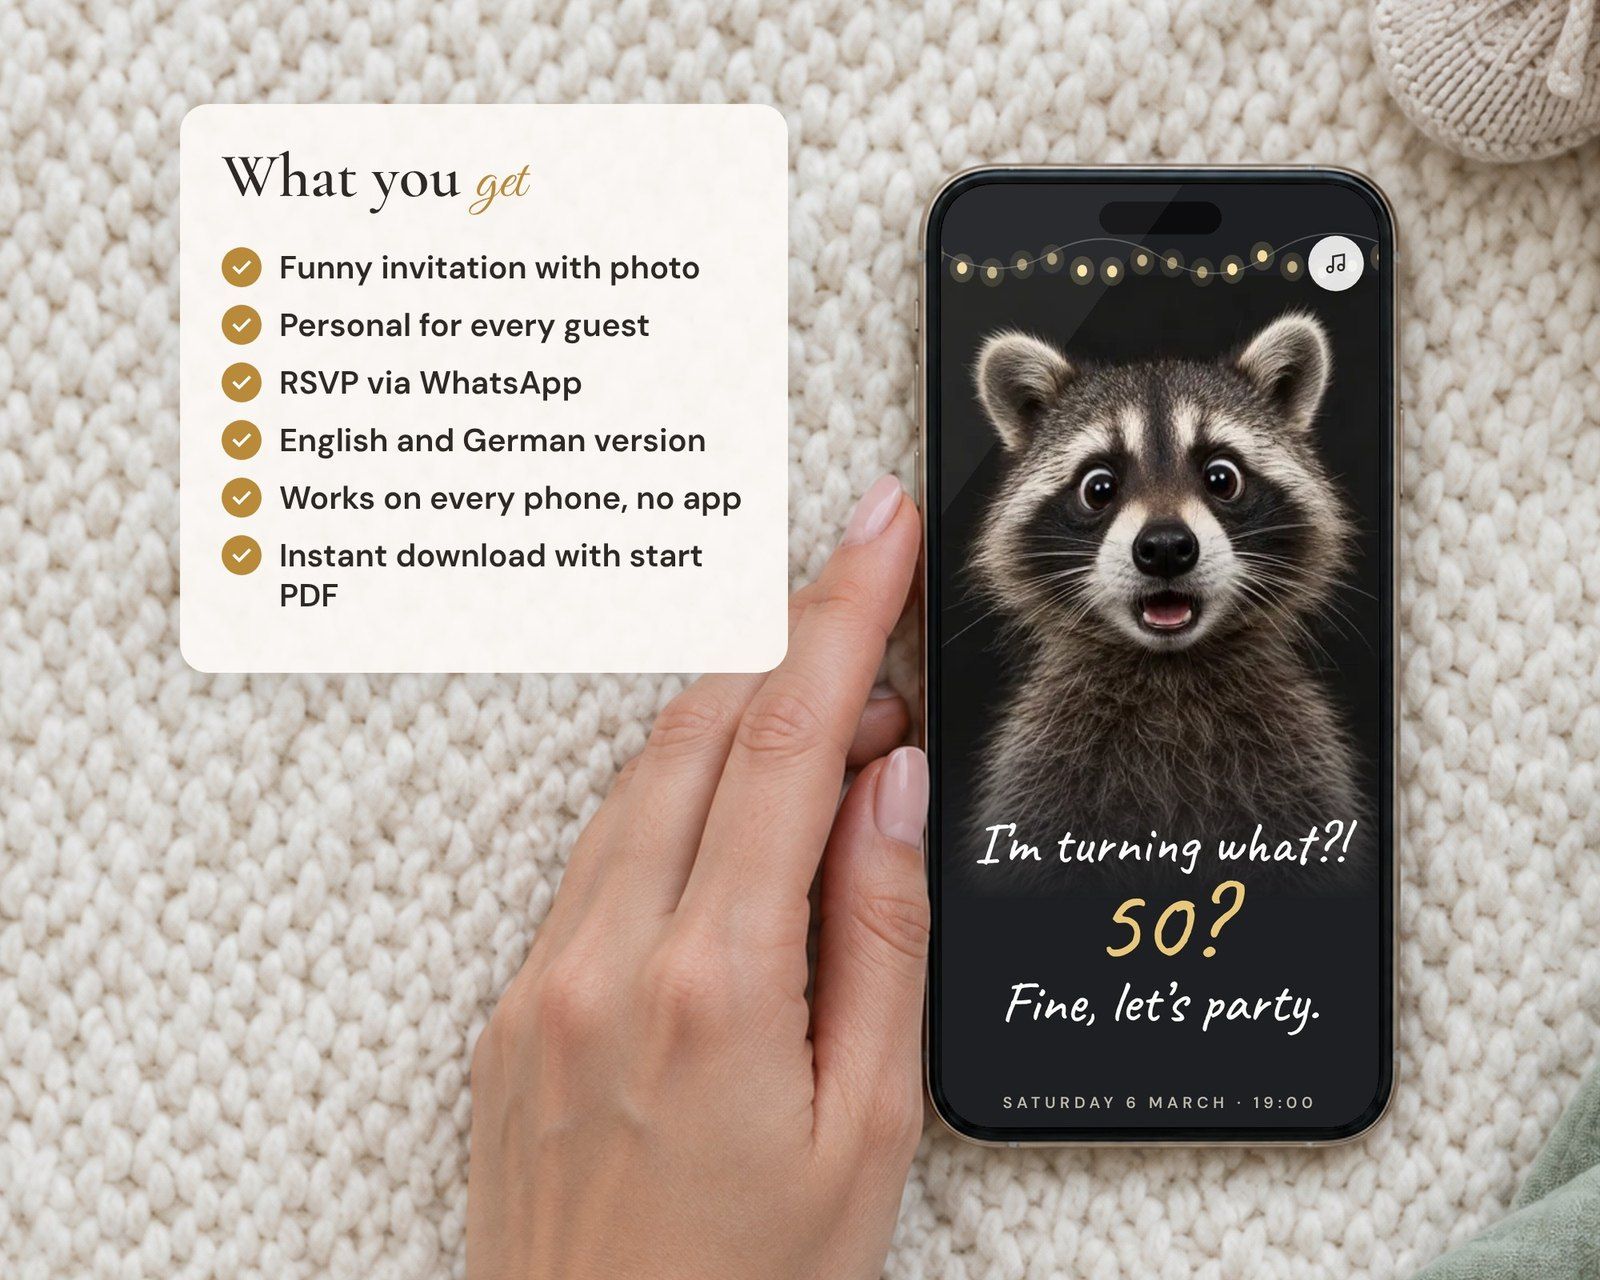 What you get
Funny invitation with photo
Personal for every guest
RSVP via WhatsApp
English and German version
Works on every phone, no app
Instant download with start
PDF
I'm turning what?!
50?
Fine, let's party.
SATURDAY 6 MARCH · 19:00